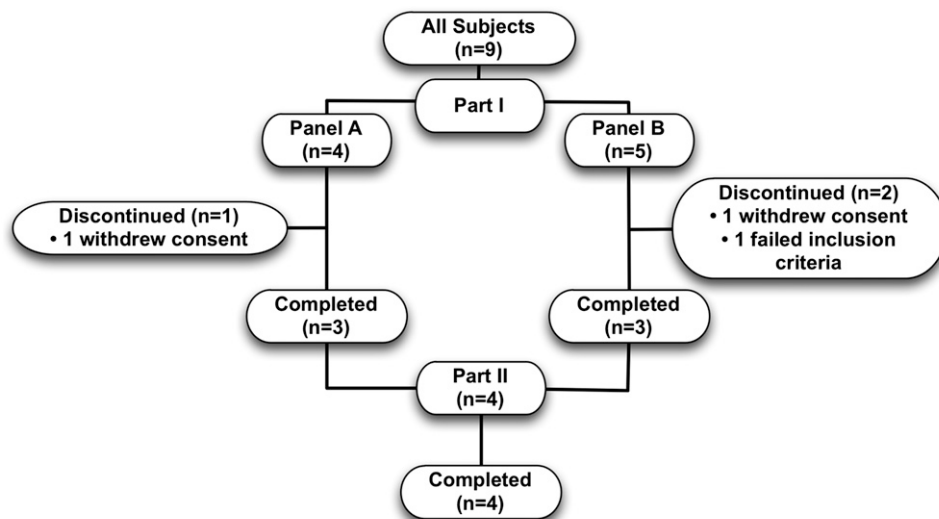 All Subjects
(n=9)
Part I
Panel A
(n=4)
Panel B
(n=5)
Discontinued (n=1)
• 1 withdrew consent
Discontinued (n=2)
• 1 withdrew consent
• 1 failed inclusion
criteria
Completed
(n=3)
Completed
(n=3)
Part II
(n=4)
Completed
(n=4)